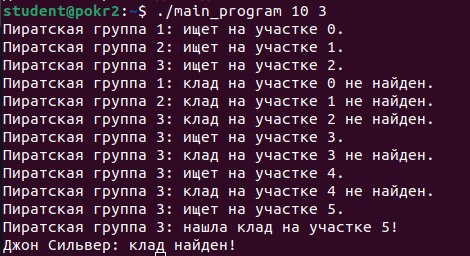 student@pokr2:~$ ./main_program 10 3
Пиратская группа 1: ищет на участке 0.
Пиратская группа 2: ищет на участке 1.
Пиратская группа 3: ищет на участке 2.
Пиратская группа 1: клад на участке 0 не найден.
Пиратская группа 2: клад на участке 1 не найден.
Пиратская группа 3: клад на участке 2 не найден.
Пиратская группа 3: ищет на участке 3.
Пиратская группа 3: клад на участке 3 не найден.
Пиратская группа 3: ищет на участке 4.
Пиратская группа 3: клад на участке 4 не найден.
Пиратская группа 3: ищет на участке 5.
Пиратская группа 3: нашла клад на участке 5!
Джон Сильвер: клад найден!